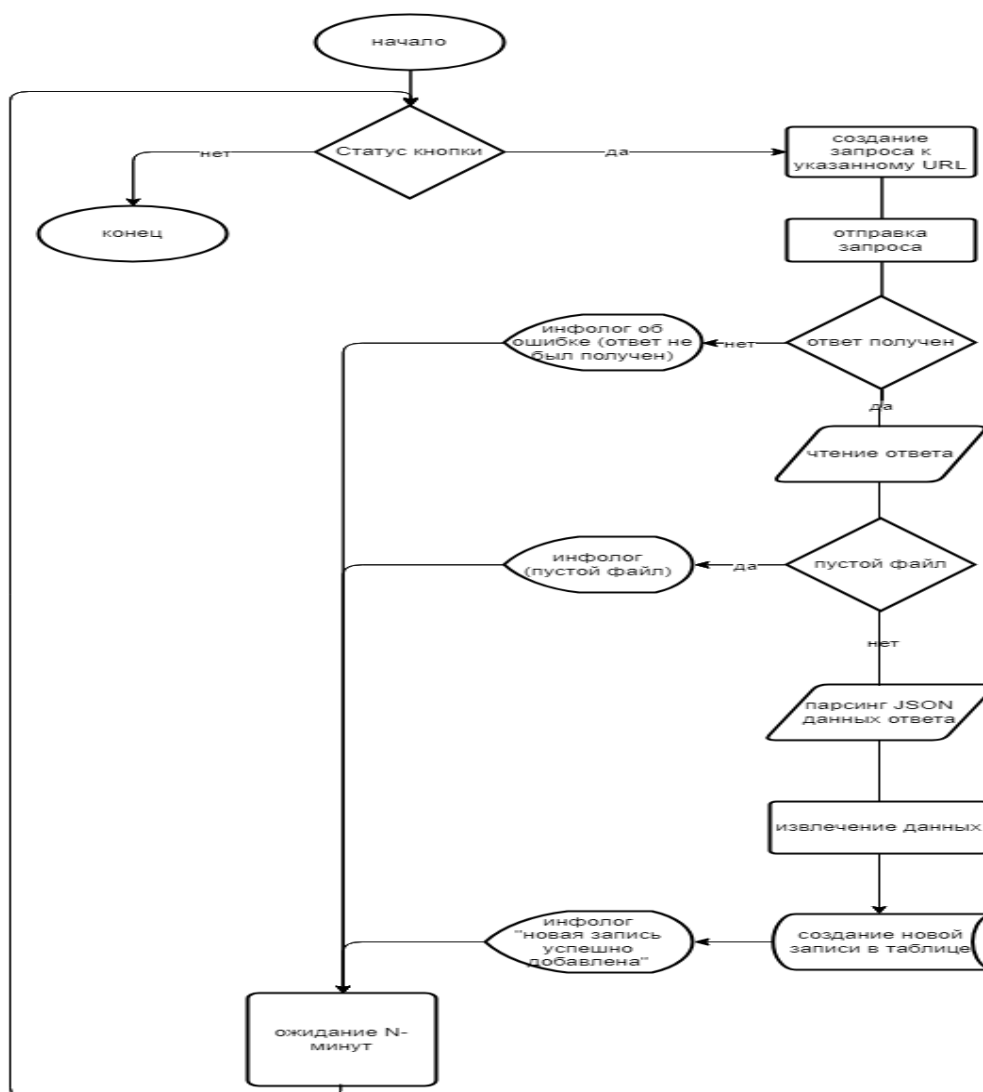 начало
Статус кнопки
нет
да
создание
запроса к
указанному URL
конец
отправка
запроса
инфолог об
ошибке (ответ не
был получен)
нет
ответ получен
да
чтение ответа
инфолог
(пустой файл)
да
пустой файл
нет
парсинг JSON
данных ответа
извлечение данных
инфолог
"новая запись
успешно
добавлена"
создание новой
записи в таблице
ожидание N-
минут